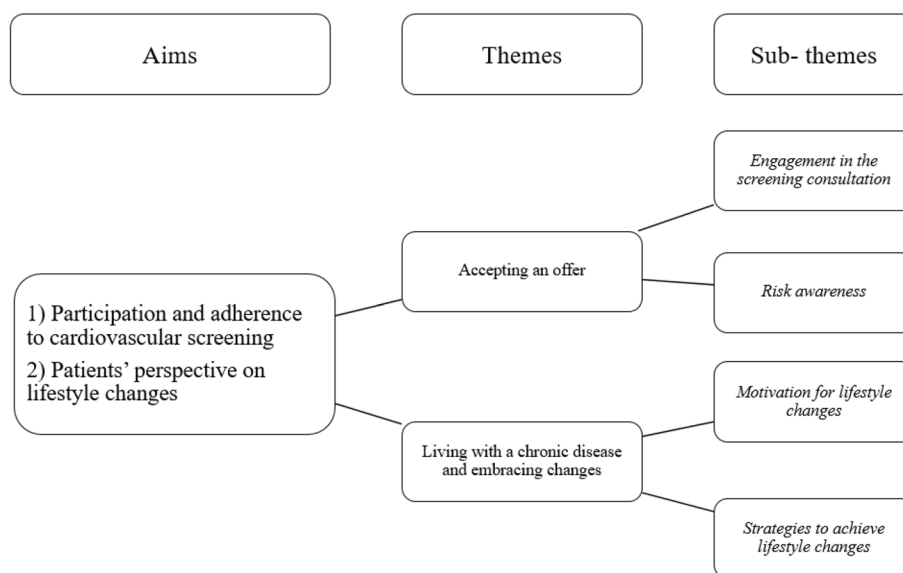 Aims
Themes
Sub- themes
1) Participation and adherence
to cardiovascular screening
2) Patients’ perspective on
lifestyle changes
Accepting an offer
Engagement in the
screening consultation
Risk awareness
Living with a chronic disease
and embracing changes
Motivation for lifestyle
changes
Strategies to achieve
lifestyle changes